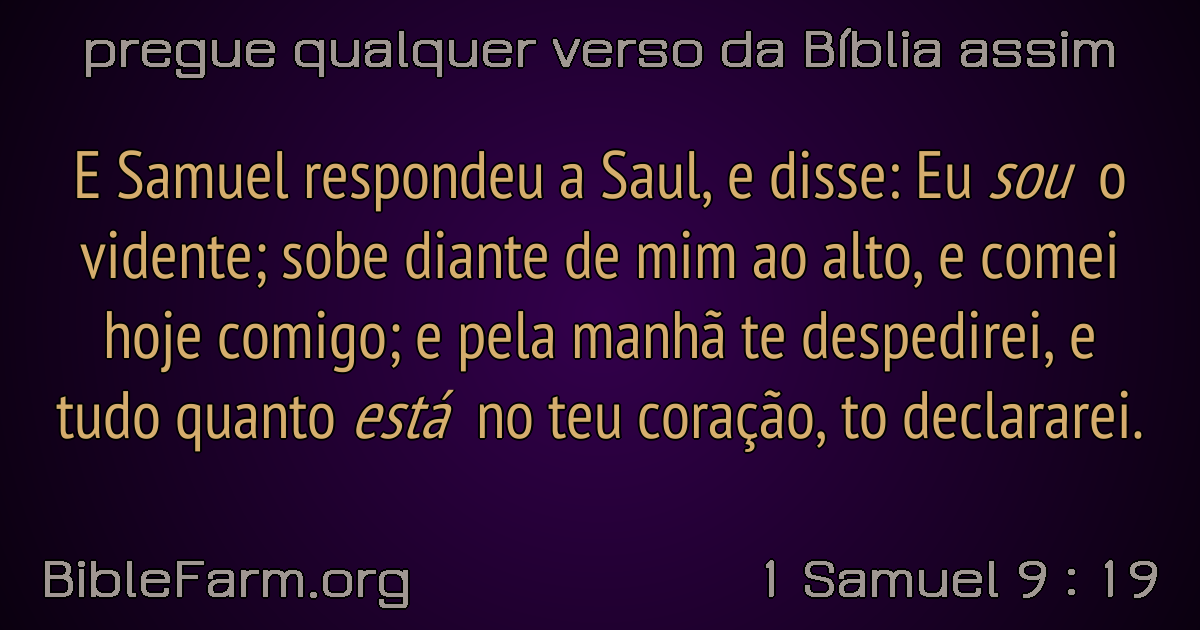 pregue qualquer verso da Bíblia assim
E Samuel respondeu a Saul, e disse: Eu sou o
vidente; sobe diante de mim ao alto, e comei
hoje comigo; e pela manhã te despedirei, e
tudo quanto está no teu coração, to declararei.
BibleFarm.org
1 Samuel 9 : 19